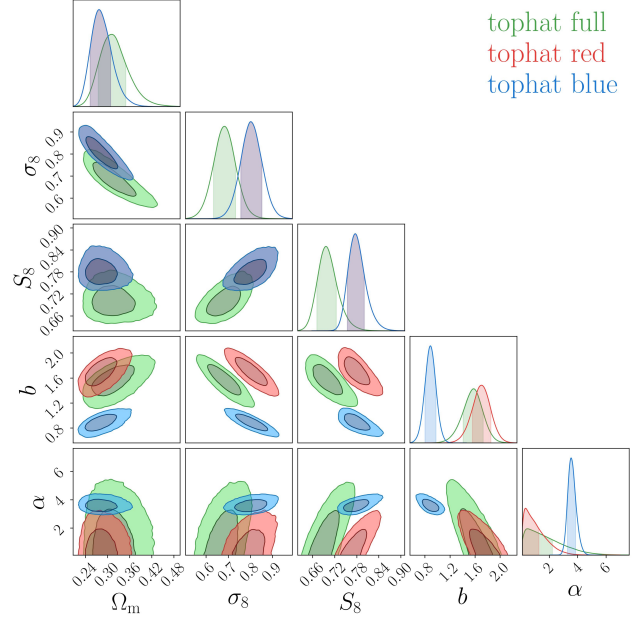 tophat full
tophat red
tophat blue
σ₈
0.9
0.8
0.7
0.6
S₈
0.90
0.84
0.78
0.72
0.66
b
2.0
1.6
1.2
0.8
α
6
4
2
0.24 0.30 0.36 0.42 0.48
0.6 0.7 0.8 0.9
0.66 0.72 0.78 0.84 0.90
0.8 1.2 1.6 2.0
2 4 6
Ωₘ
σ₈
S₈
b
α